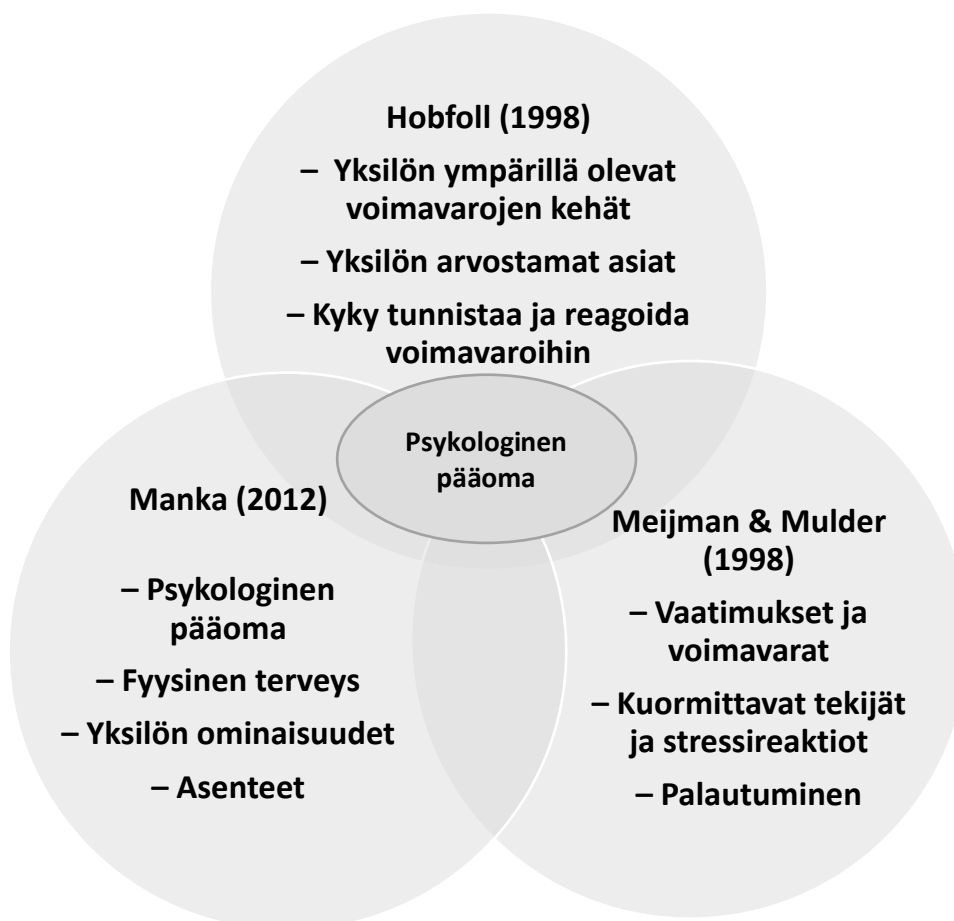 Hobfoll (1998)
– Yksilön ympärillä olevat
voimavarojen kehät
– Yksilön arvostamat asiat
– Kyky tunnistaa ja reagoida
voimavaroihin
Psykologinen
pääoma
Manka (2012)
– Psykologinen
pääoma
– Fyysinen terveys
– Yksilön ominaisuudet
– Asenteet
Meijman & Mulder
(1998)
– Vaatimukset ja
voimavarat
– Kuormittavat tekijät
ja stressireaktiot
– Palautuminen